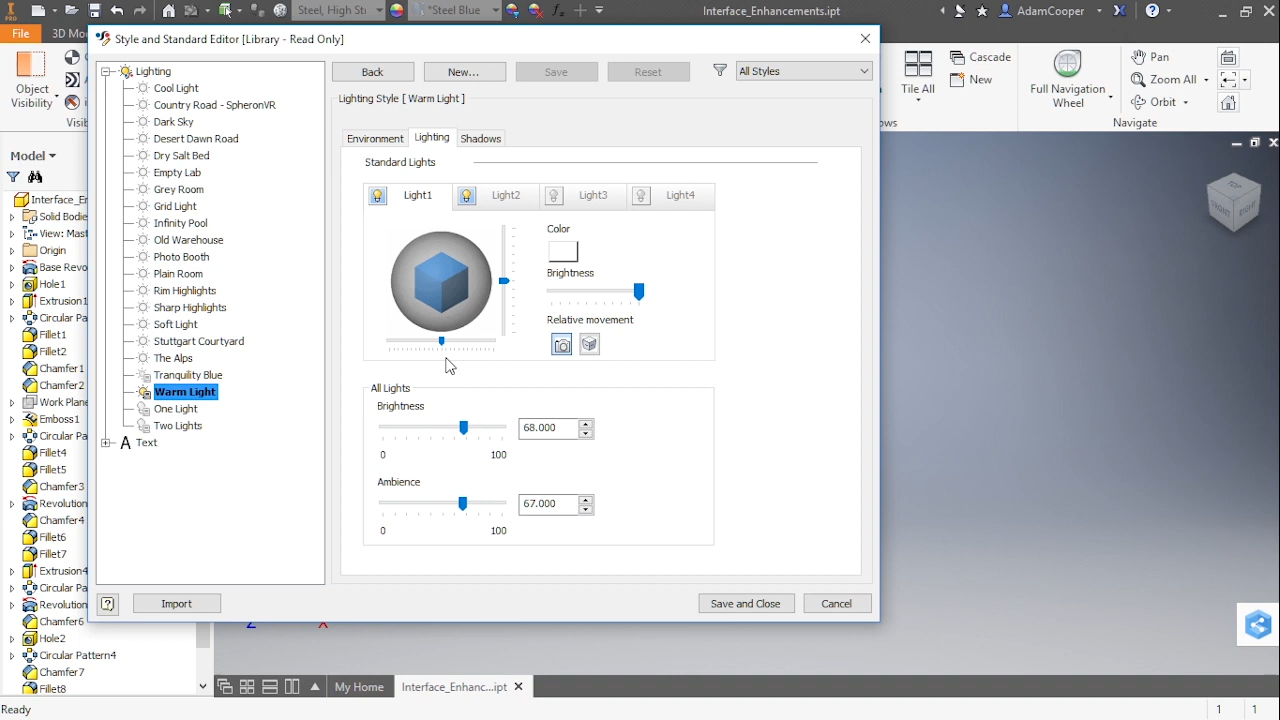 Steel, High St
*Steel Blue
Interface_Enhancements.ipt
AdamCooper
PRO
File
3D Mo
Style and Standard Editor [Library - Read Only]
Object
Visibility
Tile All
Cascade
New
Full Navigation
Wheel
Pan
Zoom All
Orbit
Navigate
Model
Interface_Er
Solid Bodie
View: Mast
Origin
Base Revo
Hole1
Extrusion1
Circular Pa
Fillet1
Fillet2
Chamfer1
Chamfer2
Work Plane
Emboss1
Circular Pa
Fillet4
Fillet5
Chamfer3
Revolution
Chamfer4
Fillet6
Fillet7
Extrusion4
Circular Pa
Revolution
Chamfer6
Hole2
Circular Pattern4
Chamfer7
Fillet8
Lighting
Cool Light
Country Road - SpheronVR
Dark Sky
Desert Dawn Road
Dry Salt Bed
Empty Lab
Grey Room
Grid Light
Infinity Pool
Old Warehouse
Photo Booth
Plain Room
Rim Highlights
Sharp Highlights
Soft Light
Stuttgart Courtyard
The Alps
Tranquility Blue
Warm Light
One Light
Two Lights
Text
Back
New...
Save
Reset
All Styles
Lighting Style [ Warm Light ]
Environment
Lighting
Shadows
Standard Lights
Light1
Light2
Light3
Light4
Color
Brightness
Relative movement
All Lights
Brightness
68.000
0
100
Ambience
67.000
0
100
Import
Save and Close
Cancel
TOP
FRONT
RIGHT
Z
X
My Home
Interface_Enhanc...ipt
Ready
1
1